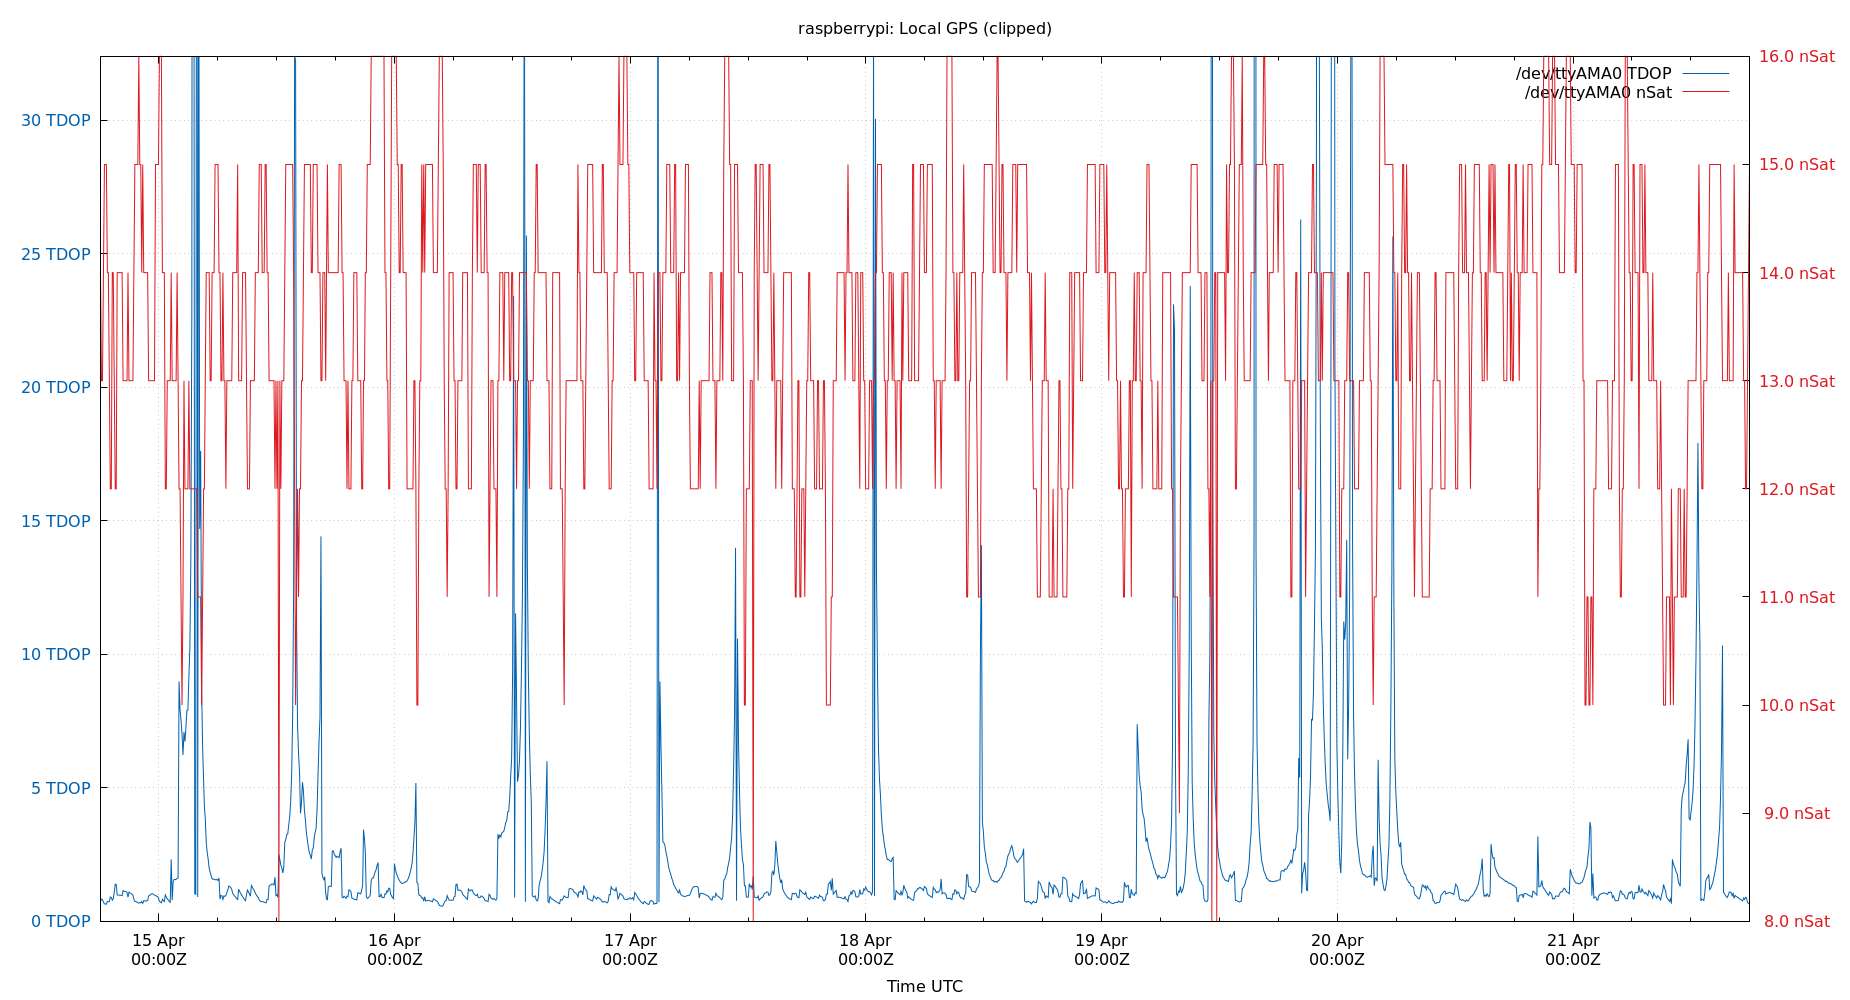 raspberrypi: Local GPS (clipped)
/dev/ttyAMA0 TDOP
/dev/ttyAMA0 nSat
30 TDOP
25 TDOP
20 TDOP
15 TDOP
10 TDOP
5 TDOP
0 TDOP
16.0 nSat
15.0 nSat
14.0 nSat
13.0 nSat
12.0 nSat
11.0 nSat
10.0 nSat
9.0 nSat
8.0 nSat
15 Apr
00:00Z
16 Apr
00:00Z
17 Apr
00:00Z
18 Apr
00:00Z
19 Apr
00:00Z
20 Apr
00:00Z
21 Apr
00:00Z
Time UTC